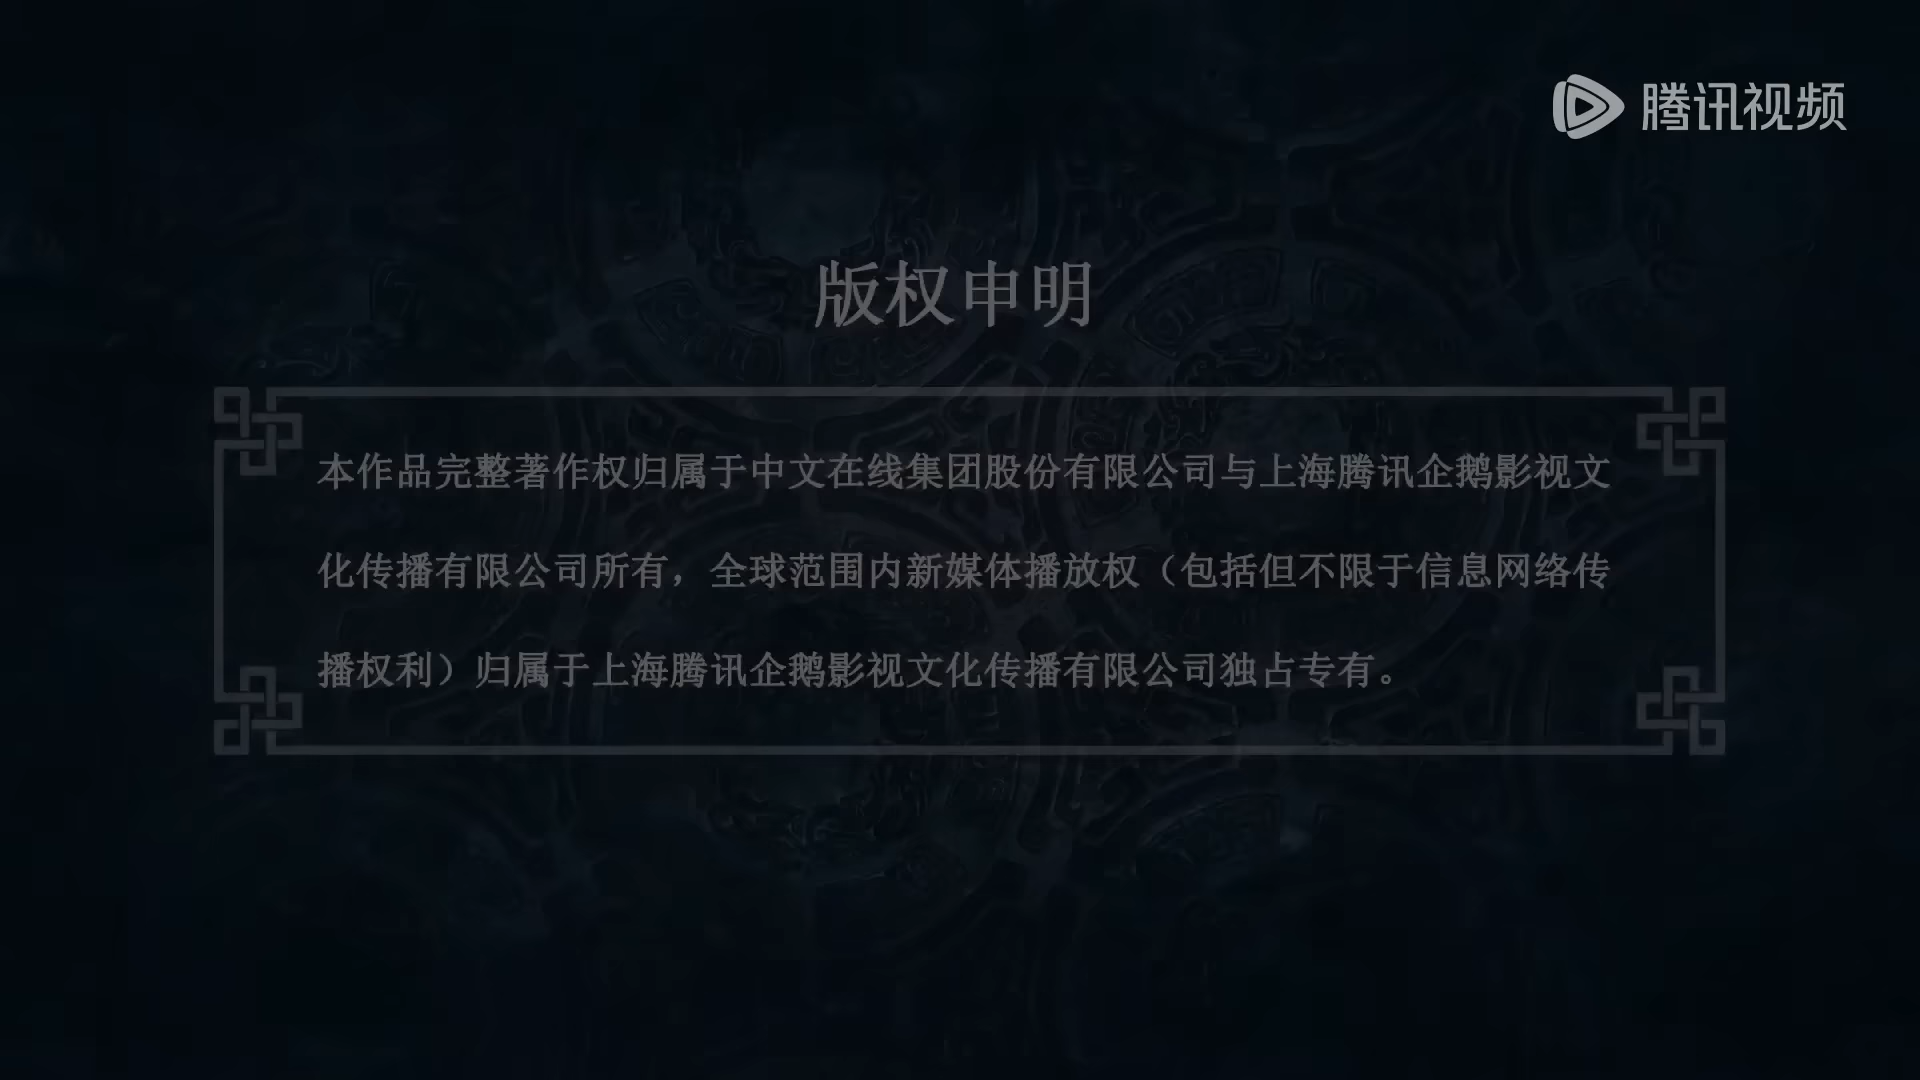 腾讯视频
版权申明
本作品完整著作权归属于中文在线集团股份有限公司与上海腾讯企鹅影视文
化传播有限公司所有，全球范围内新媒体播放权（包括但不限于信息网络传
播权利）归属于上海腾讯企鹅影视文化传播有限公司独占专有。